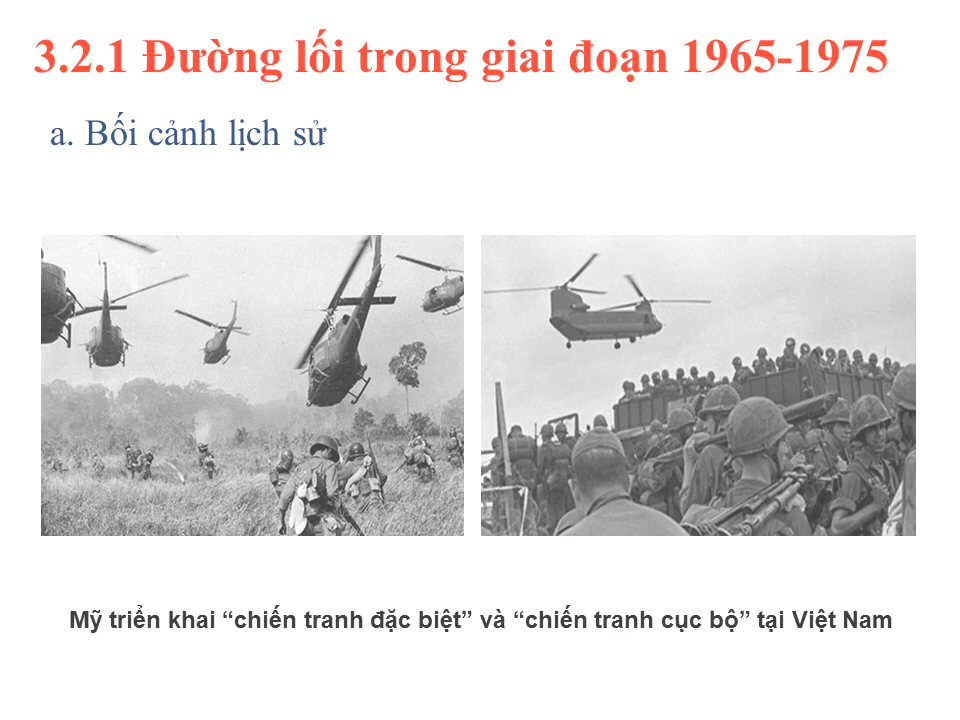 3.2.1 Đường lối trong giai đoạn 1965-1975
a. Bối cảnh lịch sử
Mỹ triển khai “chiến tranh đặc biệt” và “chiến tranh cục bộ” tại Việt Nam